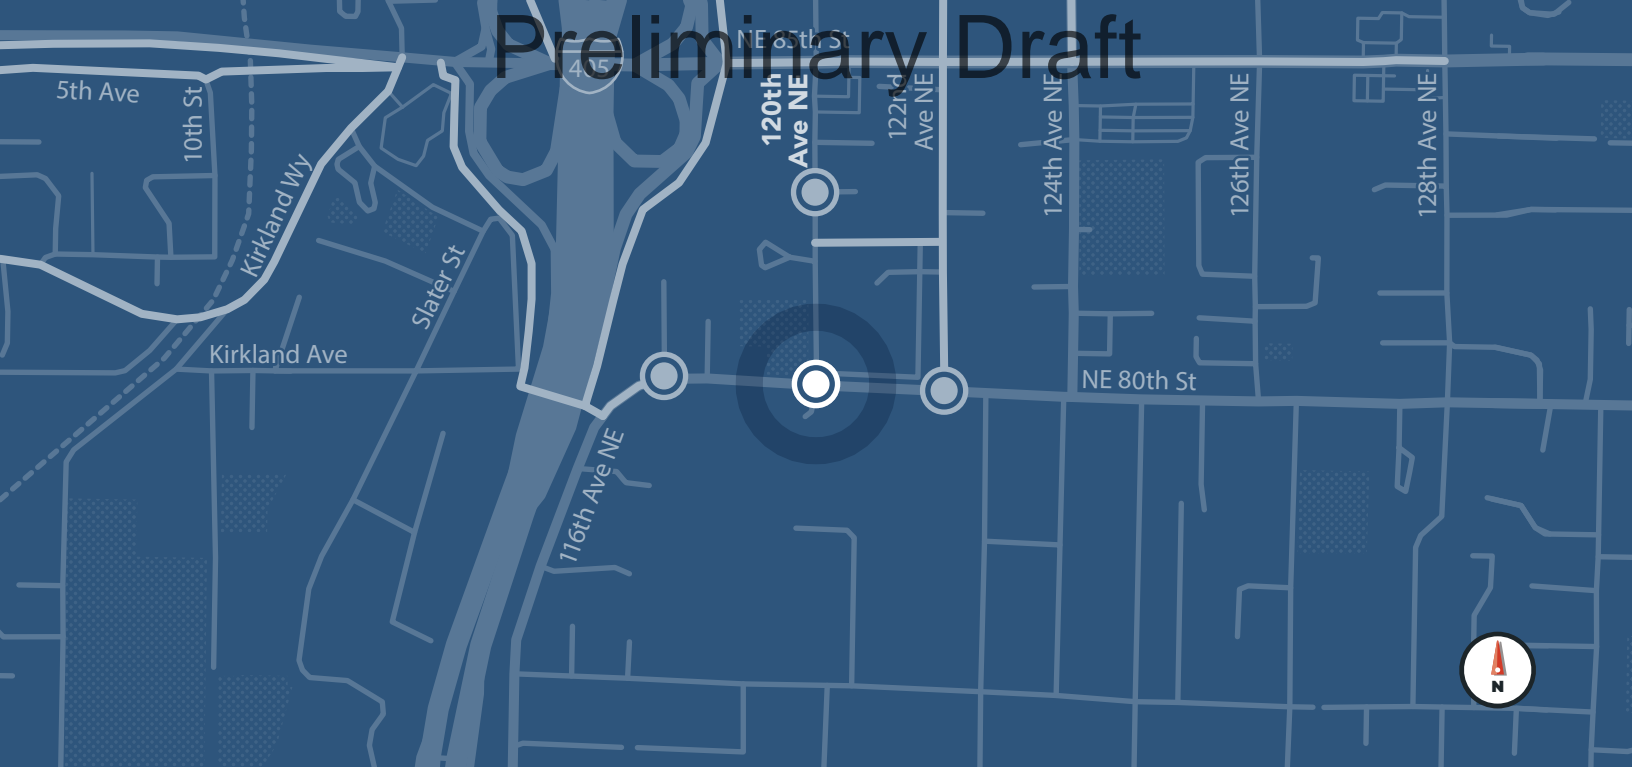 Preliminary Draft
NE 85th St
405
5th Ave
10th St
120th
Ave NE
122nd
Ave NE
124th Ave NE
126th Ave NE
128th Ave NE
Kirkland Wy
Slater St
Kirkland Ave
NE 80th St
116th Ave NE
N